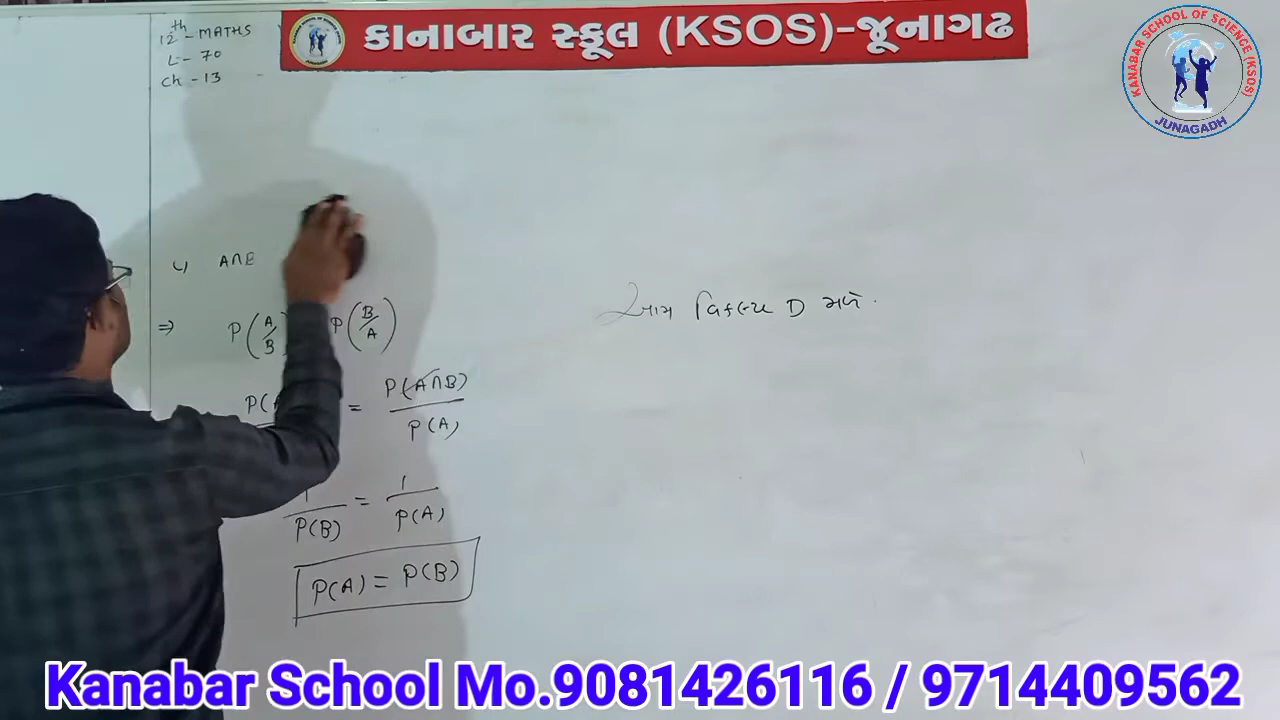 12th - MATHS
L - 70
Ch - 13
કાનાબાર સ્કૂલ (KSOS)-જૂનાગઢ
KANABAR SCHOOL OF SCIENCE (KSOS)
JUNAGADH
A∩B
⇒ P(A/B) P(B/A)
P(A = P(A∩B)/P(A)
1/P(B) = 1/P(A)
P(A) = P(B)
આમ વિકલ્પ D મળે.
Kanabar School Mo.9081426116 / 9714409562